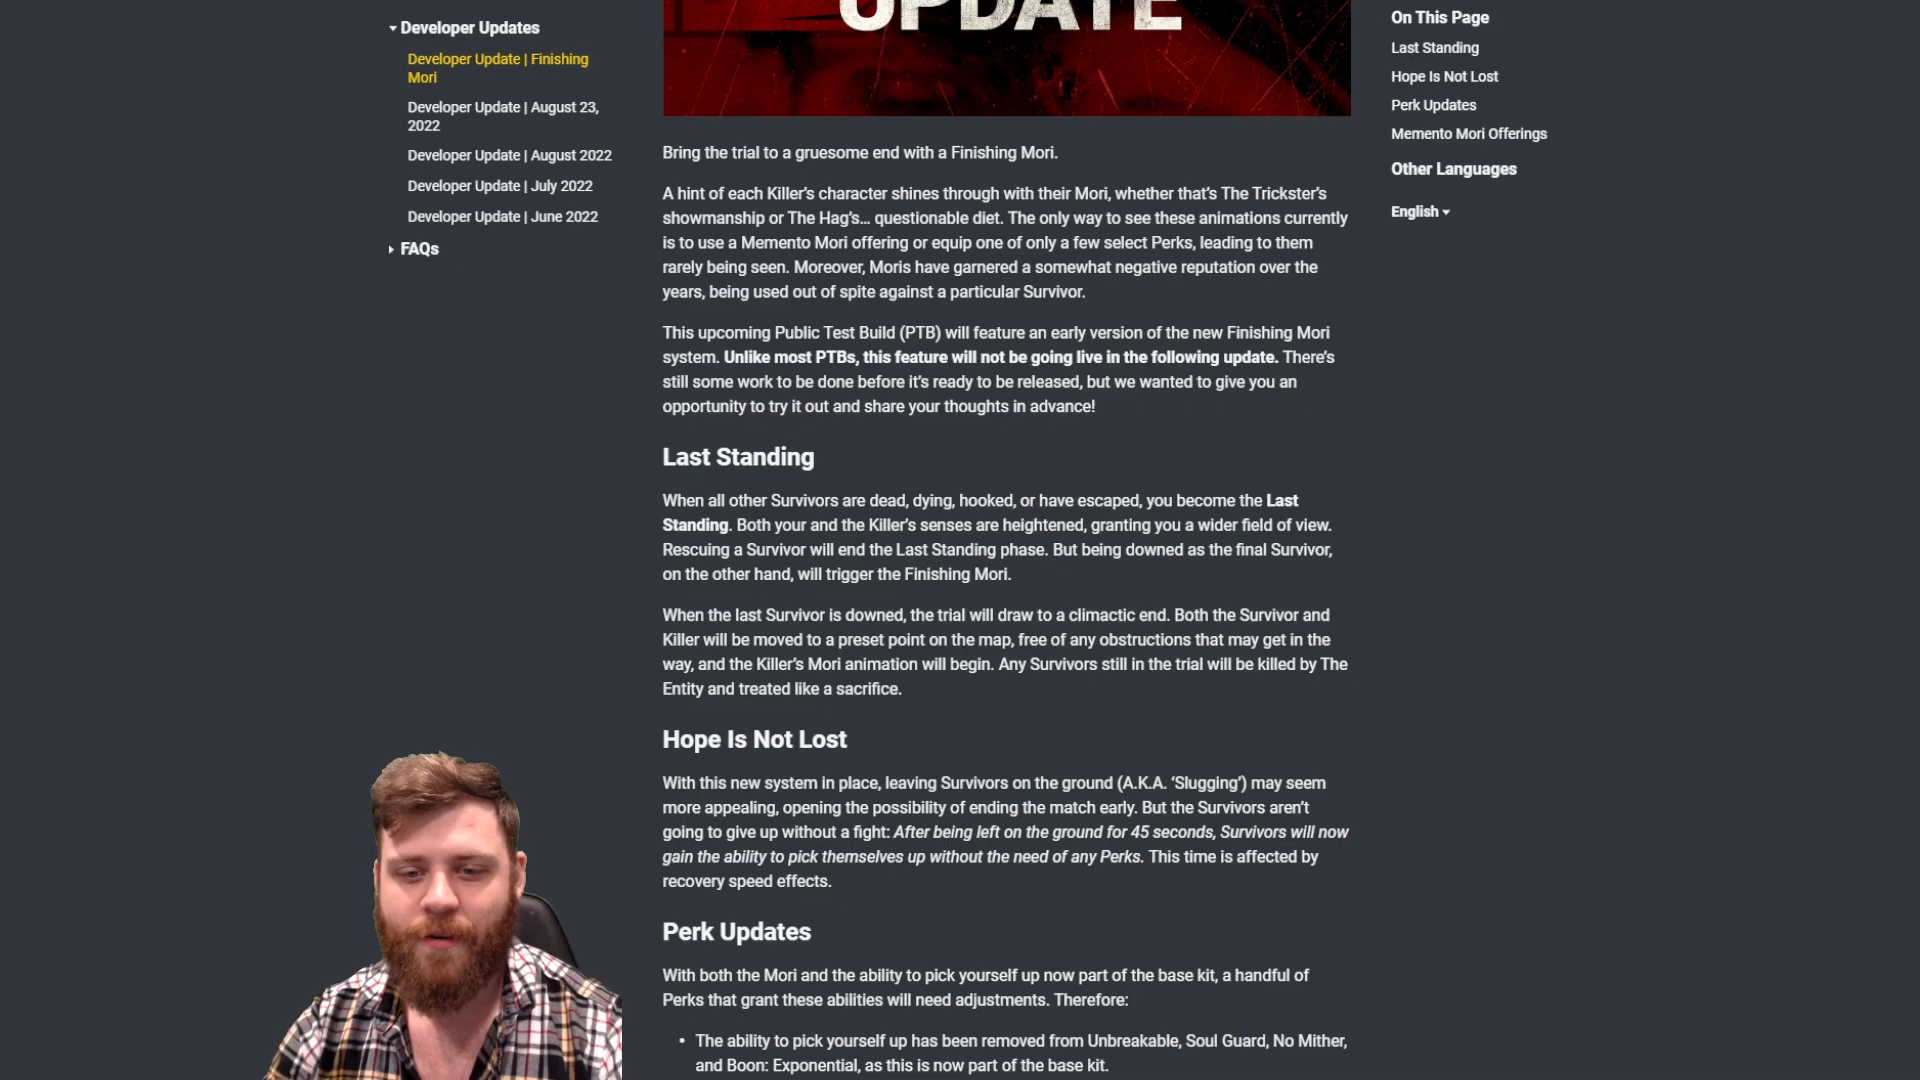 Developer Updates
Developer Update | Finishing
Mori
Developer Update | August 23,
2022
Developer Update | August 2022
Developer Update | July 2022
Developer Update | June 2022
FAQs
UPDATE
Bring the trial to a gruesome end with a Finishing Mori.
A hint of each Killer’s character shines through with their Mori, whether that’s The Trickster’s
showmanship or The Hag’s… questionable diet. The only way to see these animations currently
is to use a Memento Mori offering or equip one of only a few select Perks, leading to them
rarely being seen. Moreover, Moris have garnered a somewhat negative reputation over the
years, being used out of spite against a particular Survivor.
This upcoming Public Test Build (PTB) will feature an early version of the new Finishing Mori
system. Unlike most PTBs, this feature will not be going live in the following update. There’s
still some work to be done before it’s ready to be released, but we wanted to give you an
opportunity to try it out and share your thoughts in advance!
Last Standing
When all other Survivors are dead, dying, hooked, or have escaped, you become the Last
Standing. Both your and the Killer’s senses are heightened, granting you a wider field of view.
Rescuing a Survivor will end the Last Standing phase. But being downed as the final Survivor,
on the other hand, will trigger the Finishing Mori.
When the last Survivor is downed, the trial will draw to a climactic end. Both the Survivor and
Killer will be moved to a preset point on the map, free of any obstructions that may get in the
way, and the Killer’s Mori animation will begin. Any Survivors still in the trial will be killed by The
Entity and treated like a sacrifice.
Hope Is Not Lost
With this new system in place, leaving Survivors on the ground (A.K.A. ‘Slugging’) may seem
more appealing, opening the possibility of ending the match early. But the Survivors aren’t
going to give up without a fight: After being left on the ground for 45 seconds, Survivors will now
gain the ability to pick themselves up without the need of any Perks. This time is affected by
recovery speed effects.
Perk Updates
With both the Mori and the ability to pick yourself up now part of the base kit, a handful of
Perks that grant these abilities will need adjustments. Therefore:
• The ability to pick yourself up has been removed from Unbreakable, Soul Guard, No Mither,
and Boon: Exponential, as this is now part of the base kit.
On This Page
Last Standing
Hope Is Not Lost
Perk Updates
Memento Mori Offerings
Other Languages
English